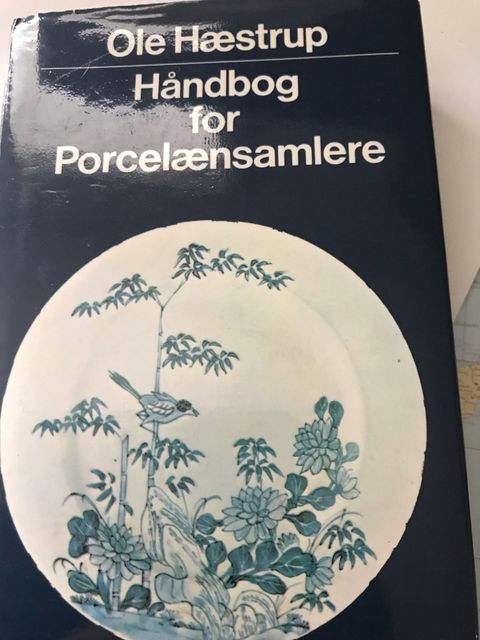 Ole Hæstrup
Håndbog
for
Porcelænsamlere